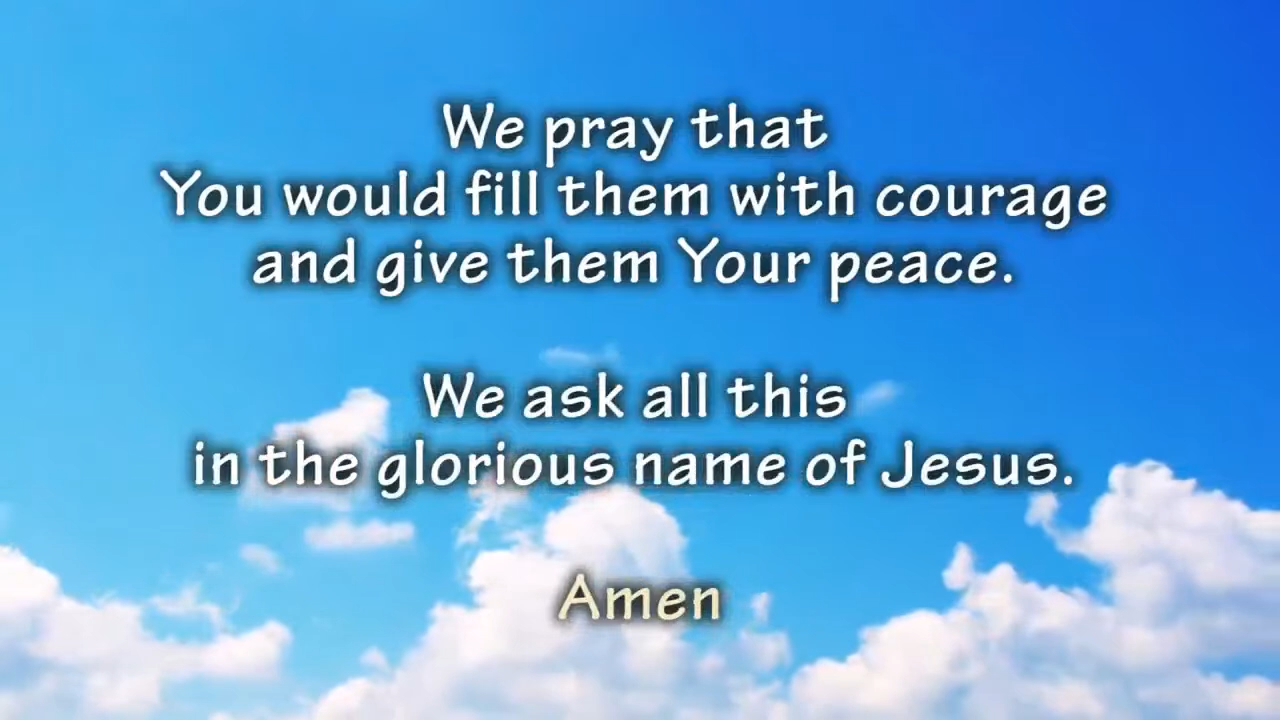 We pray that
You would fill them with courage
and give them Your peace.
We ask all this
in the glorious name of Jesus.
Amen